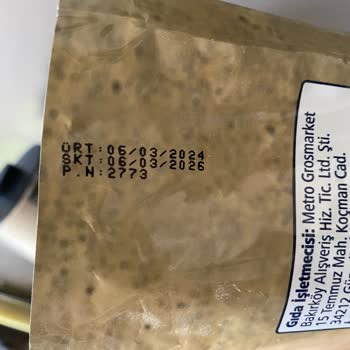 ÜRT:06/03/2024
SKT:06/03/2026
P.N:2773
Gıda İşletmecisi: Metro Grosmarket
Bakırköy Alışveriş Hiz. Tic. Ltd. Şti.
15 Temmuz Mah. Koçman Cad.
34212